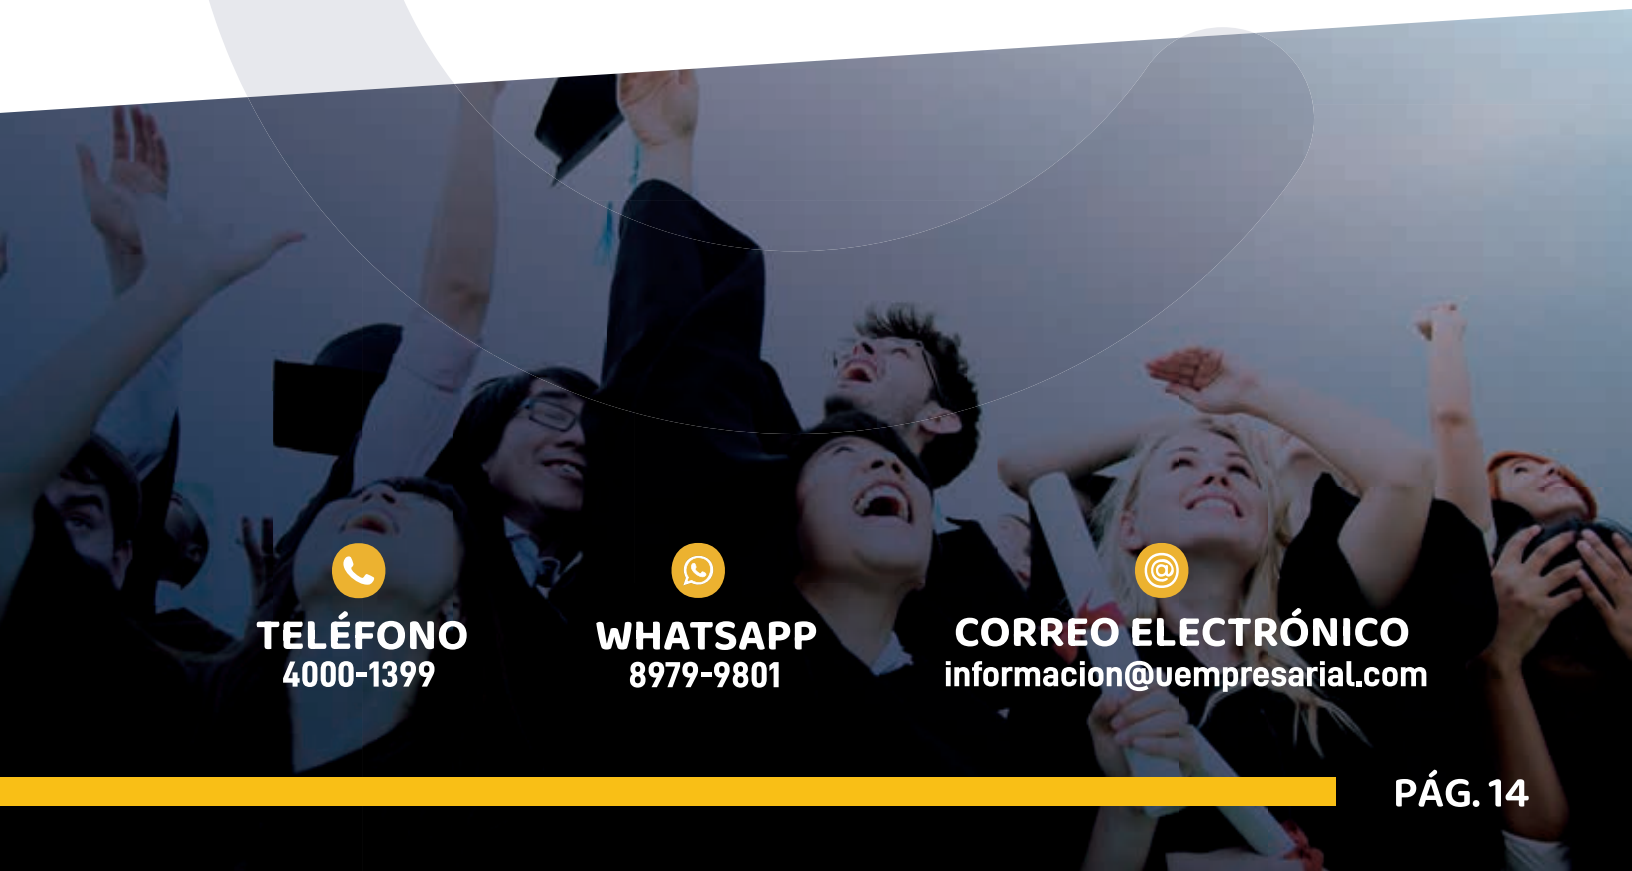 TELÉFONO
4000-1399
WHATSAPP
8979-9801
CORREO ELECTRÓNICO
informacion@uempresarial.com
PÁG. 14